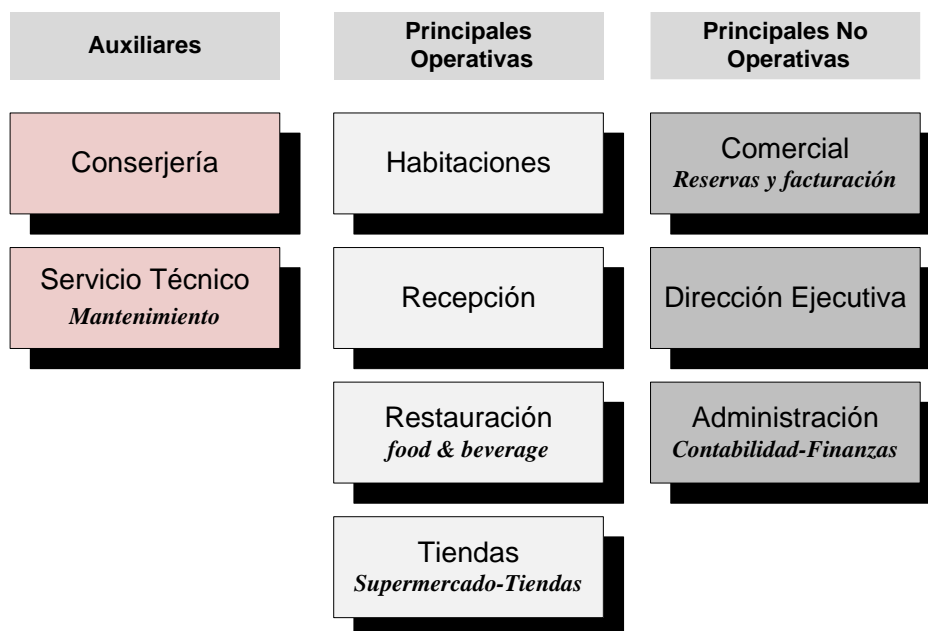 Auxiliares
Principales
Operativas
Principales No
Operativas
Conserjería
Habitaciones
Comercial
Reservas y facturación
Servicio Técnico
Mantenimiento
Recepción
Dirección Ejecutiva
Restauración
food & beverage
Administración
Contabilidad-Finanzas
Tiendas
Supermercado-Tiendas